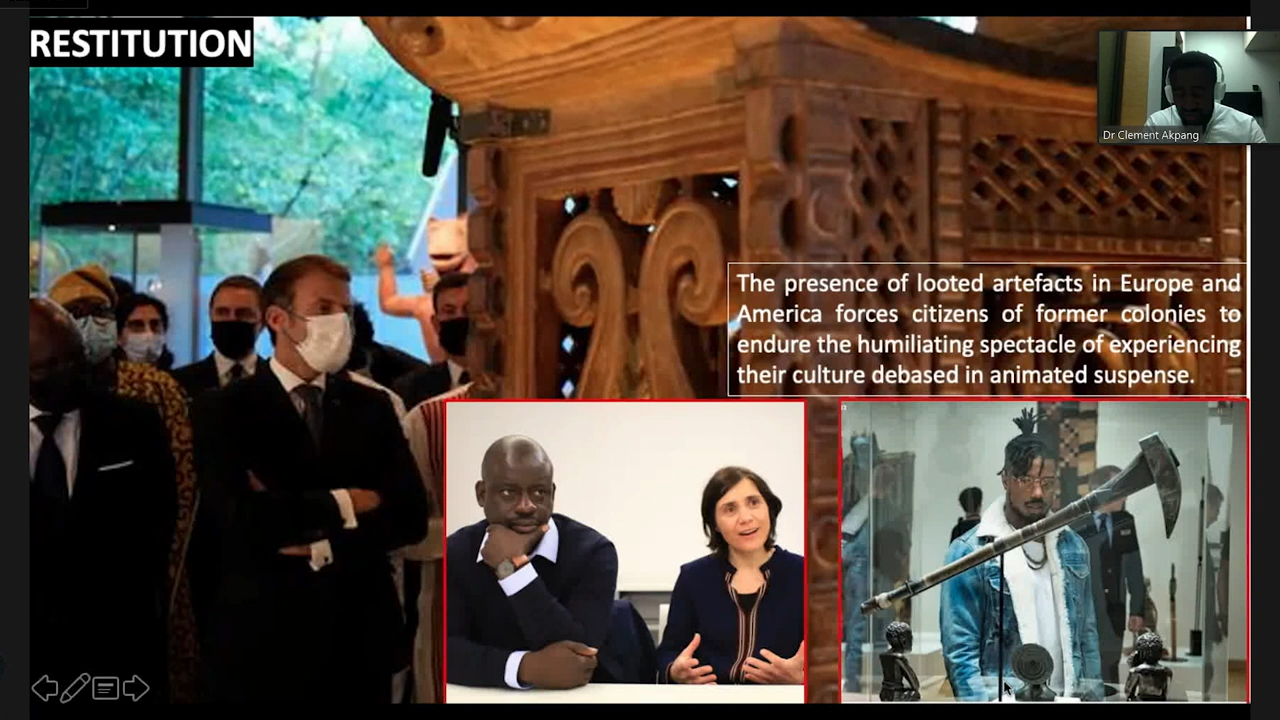 RESTITUTION
Dr Clement Akpang
The presence of looted artefacts in Europe and
America forces citizens of former colonies to
endure the humiliating spectacle of experiencing
their culture debased in animated suspense.